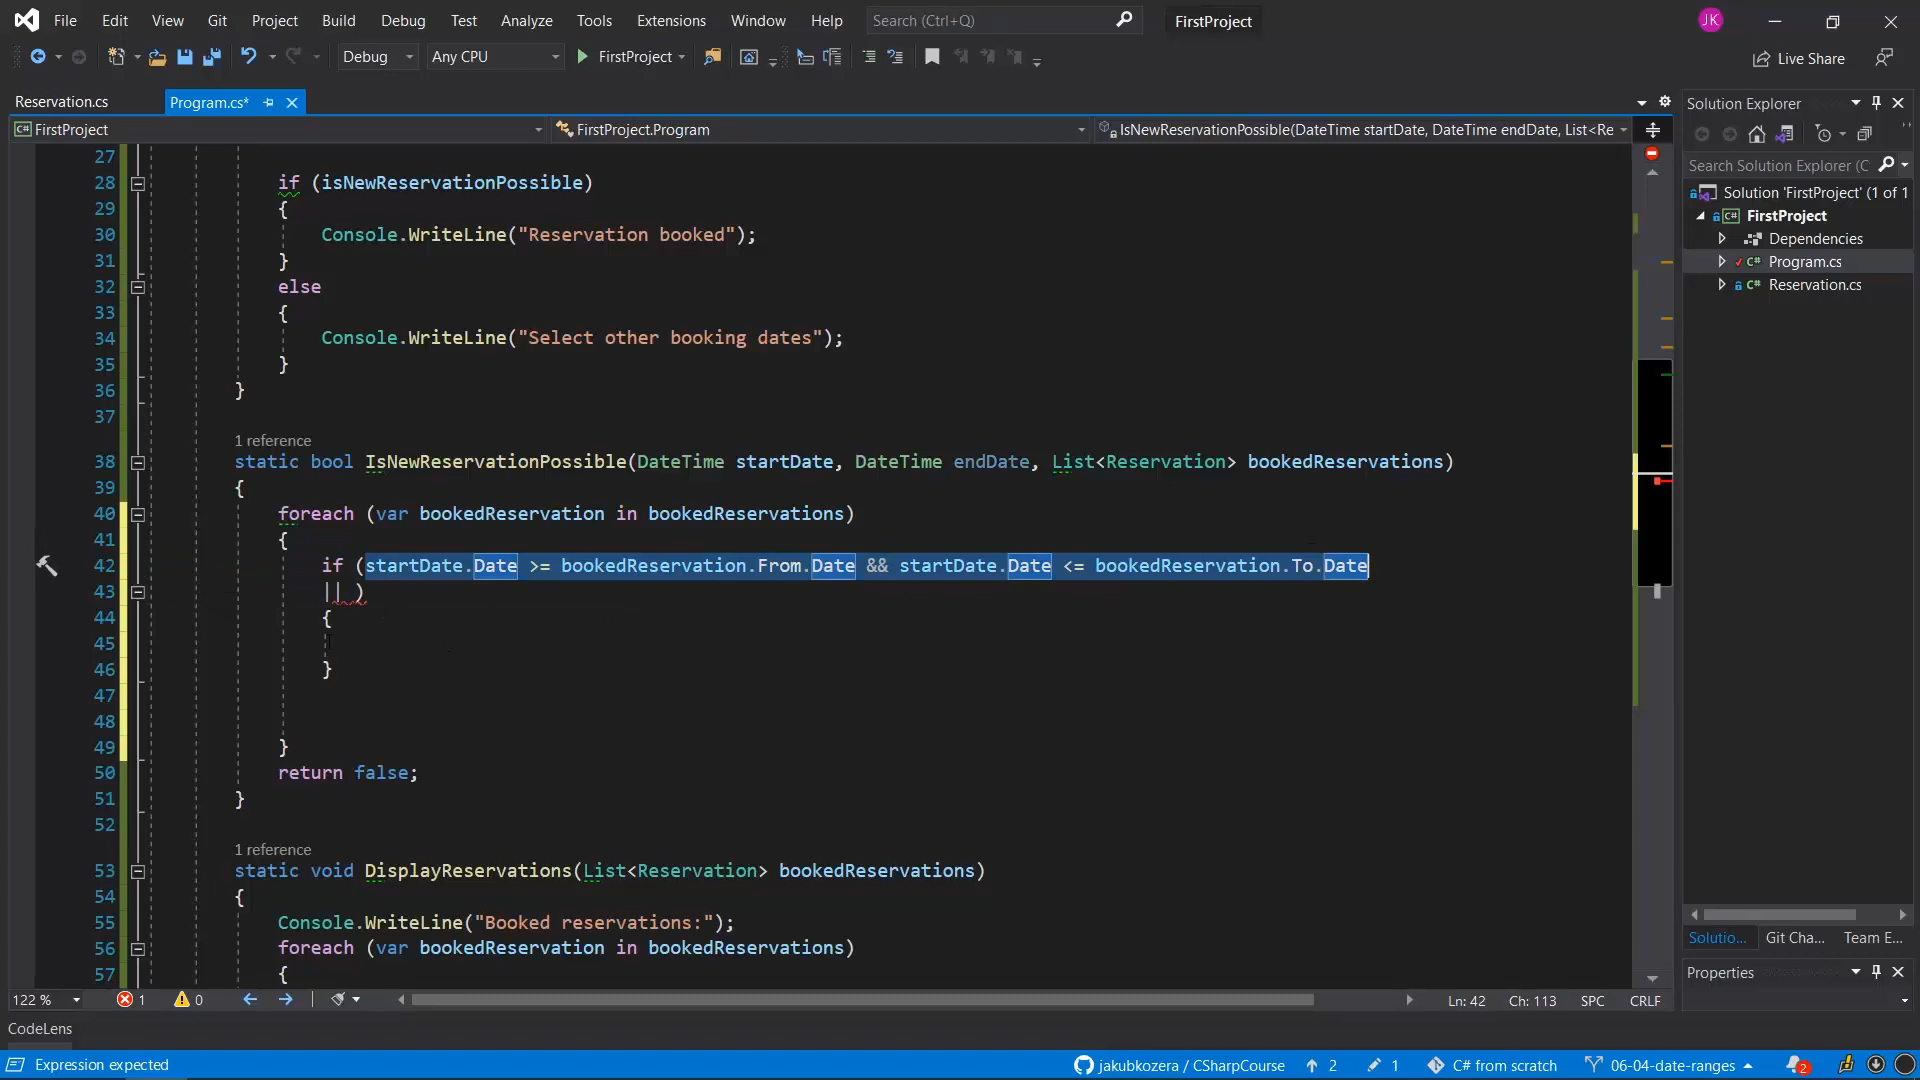 File Edit View Git Project Build Debug Test Analyze Tools Extensions Window Help Search (Ctrl+Q) FirstProject JK
Debug Any CPU FirstProject Live Share
Reservation.cs Program.cs*
FirstProject FirstProject.Program IsNewReservationPossible(DateTime startDate, DateTime endDate, List<Re
27
28 if (isNewReservationPossible)
29 {
30 Console.WriteLine("Reservation booked");
31 }
32 else
33 {
34 Console.WriteLine("Select other booking dates");
35 }
36 }
37
1 reference
38 static bool IsNewReservationPossible(DateTime startDate, DateTime endDate, List<Reservation> bookedReservations)
39 {
40 foreach (var bookedReservation in bookedReservations)
41 {
42 if (startDate.Date >= bookedReservation.From.Date && startDate.Date <= bookedReservation.To.Date
43 || )
44 {
45
46 }
47
48
49 }
50 return false;
51 }
52
1 reference
53 static void DisplayReservations(List<Reservation> bookedReservations)
54 {
55 Console.WriteLine("Booked reservations:");
56 foreach (var bookedReservation in bookedReservations)
57 {
122 % 1 0 Ln: 42 Ch: 113 SPC CRLF
CodeLens
Expression expected jakubkozera / CSharpCourse 2 1 C# from scratch 06-04-date-ranges 2
Solution Explorer
Search Solution Explorer (C
Solution 'FirstProject' (1 of 1
C# FirstProject
Dependencies
C# Program.cs
C# Reservation.cs
Solutio... Git Cha... Team E...
Properties